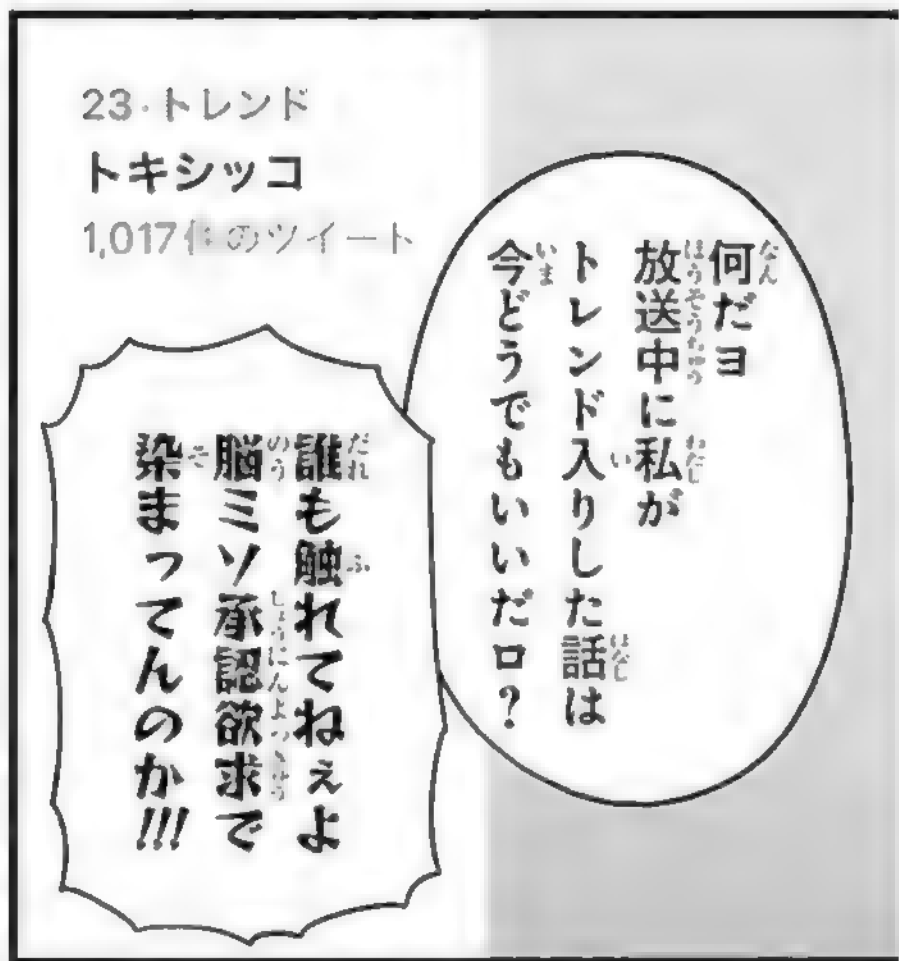 23·トレンド
トキシッコ
1,017件のツイート
何だヨ
放送中に私が
トレンド入りした話は
今どうでもいいだロ?
誰も触れてねぇよ
脳ミソ承認欲求で
染まってんのか!!!